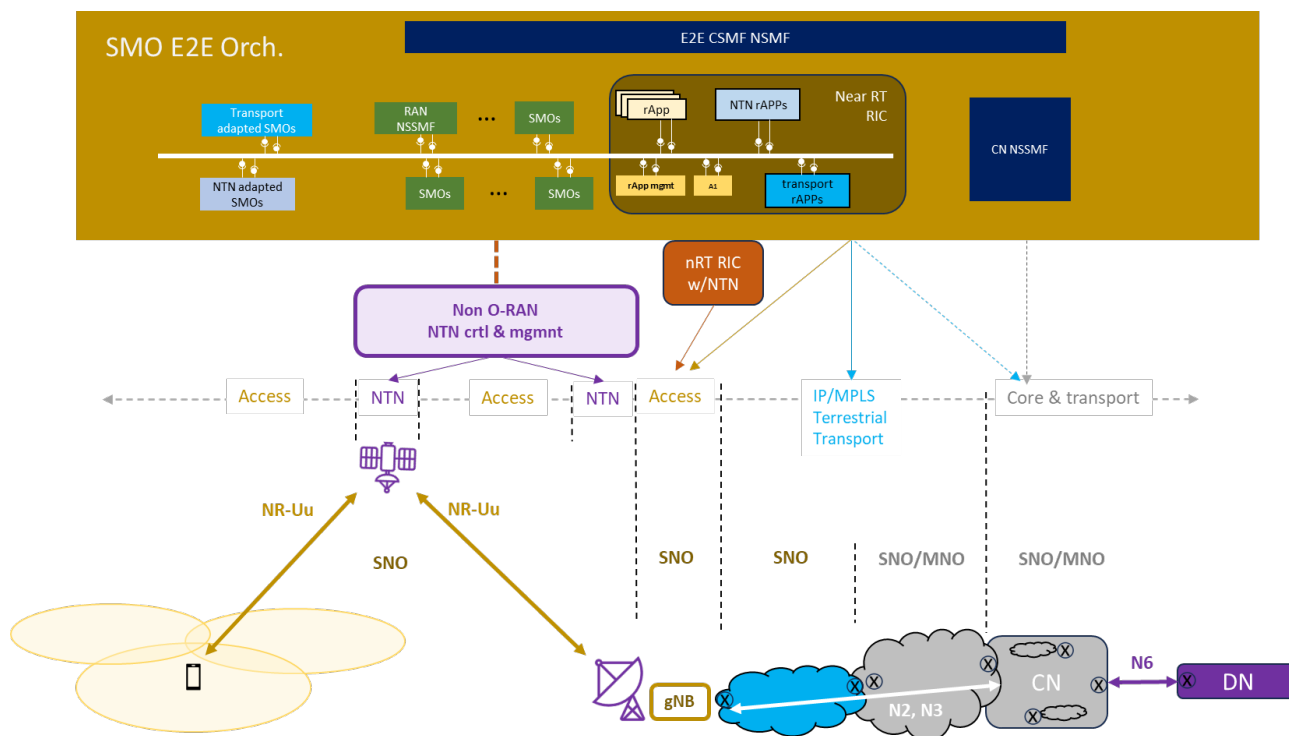 SMO E2E Orch.
E2E CSMF NSMF
Transport
adapted SMOs
RAN
NSSMF
...
SMOs
rApp
NTN rAPPs
Near RT
RIC
CN NSSMF
NTN adapted
SMOs
SMOs
...
SMOs
rApp mgmt
A1
transport
rAPPs
nRT RIC
w/NTN
Non O-RAN
NTN crtl & mgmnt
Access
NTN
Access
NTN
Access
IP/MPLS
Terrestrial
Transport
Core & transport
NR-Uu
NR-Uu
SNO
SNO
SNO
SNO/MNO
SNO/MNO
gNB
N2, N3
CN
N6
DN